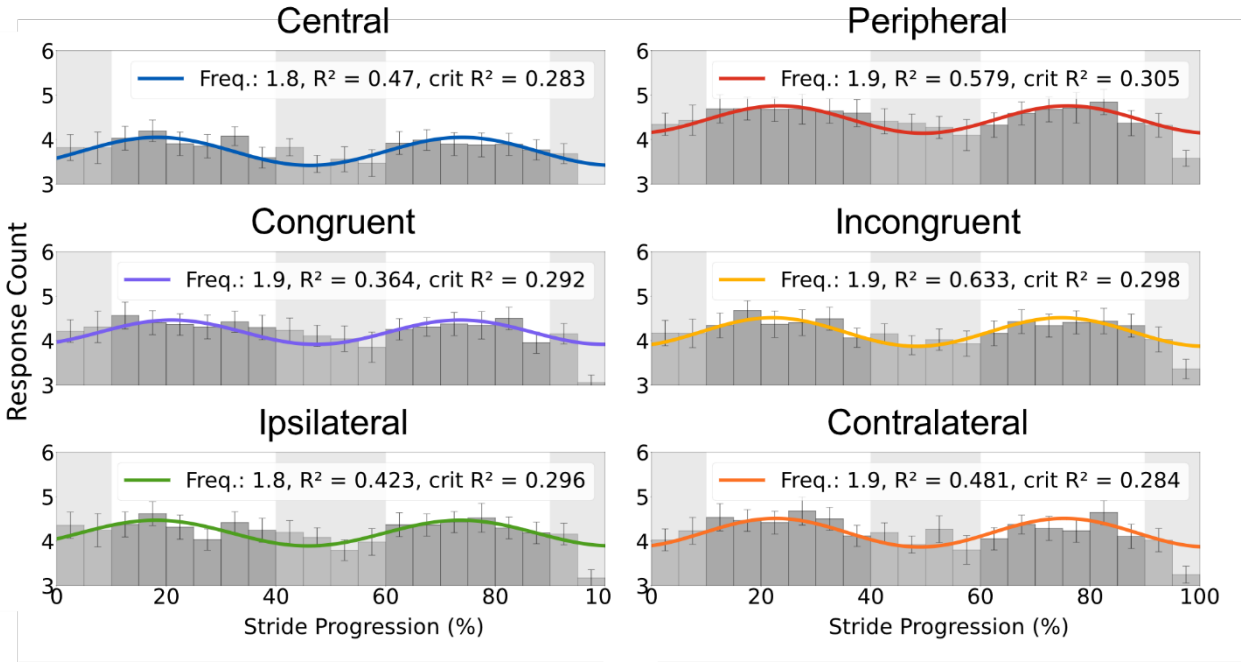 Central
6
5
4
3
Freq.: 1.8, R² = 0.47, crit R² = 0.283
Peripheral
6
5
4
3
Freq.: 1.9, R² = 0.579, crit R² = 0.305
Response Count
Congruent
6
5
4
3
Freq.: 1.9, R² = 0.364, crit R² = 0.292
Incongruent
6
5
4
3
Freq.: 1.9, R² = 0.633, crit R² = 0.298
Ipsilateral
6
5
4
3
Freq.: 1.8, R² = 0.423, crit R² = 0.296
0 20 40 60 80 10
Stride Progression (%)
Contralateral
6
5
4
3
Freq.: 1.9, R² = 0.481, crit R² = 0.284
0 20 40 60 80 100
Stride Progression (%)